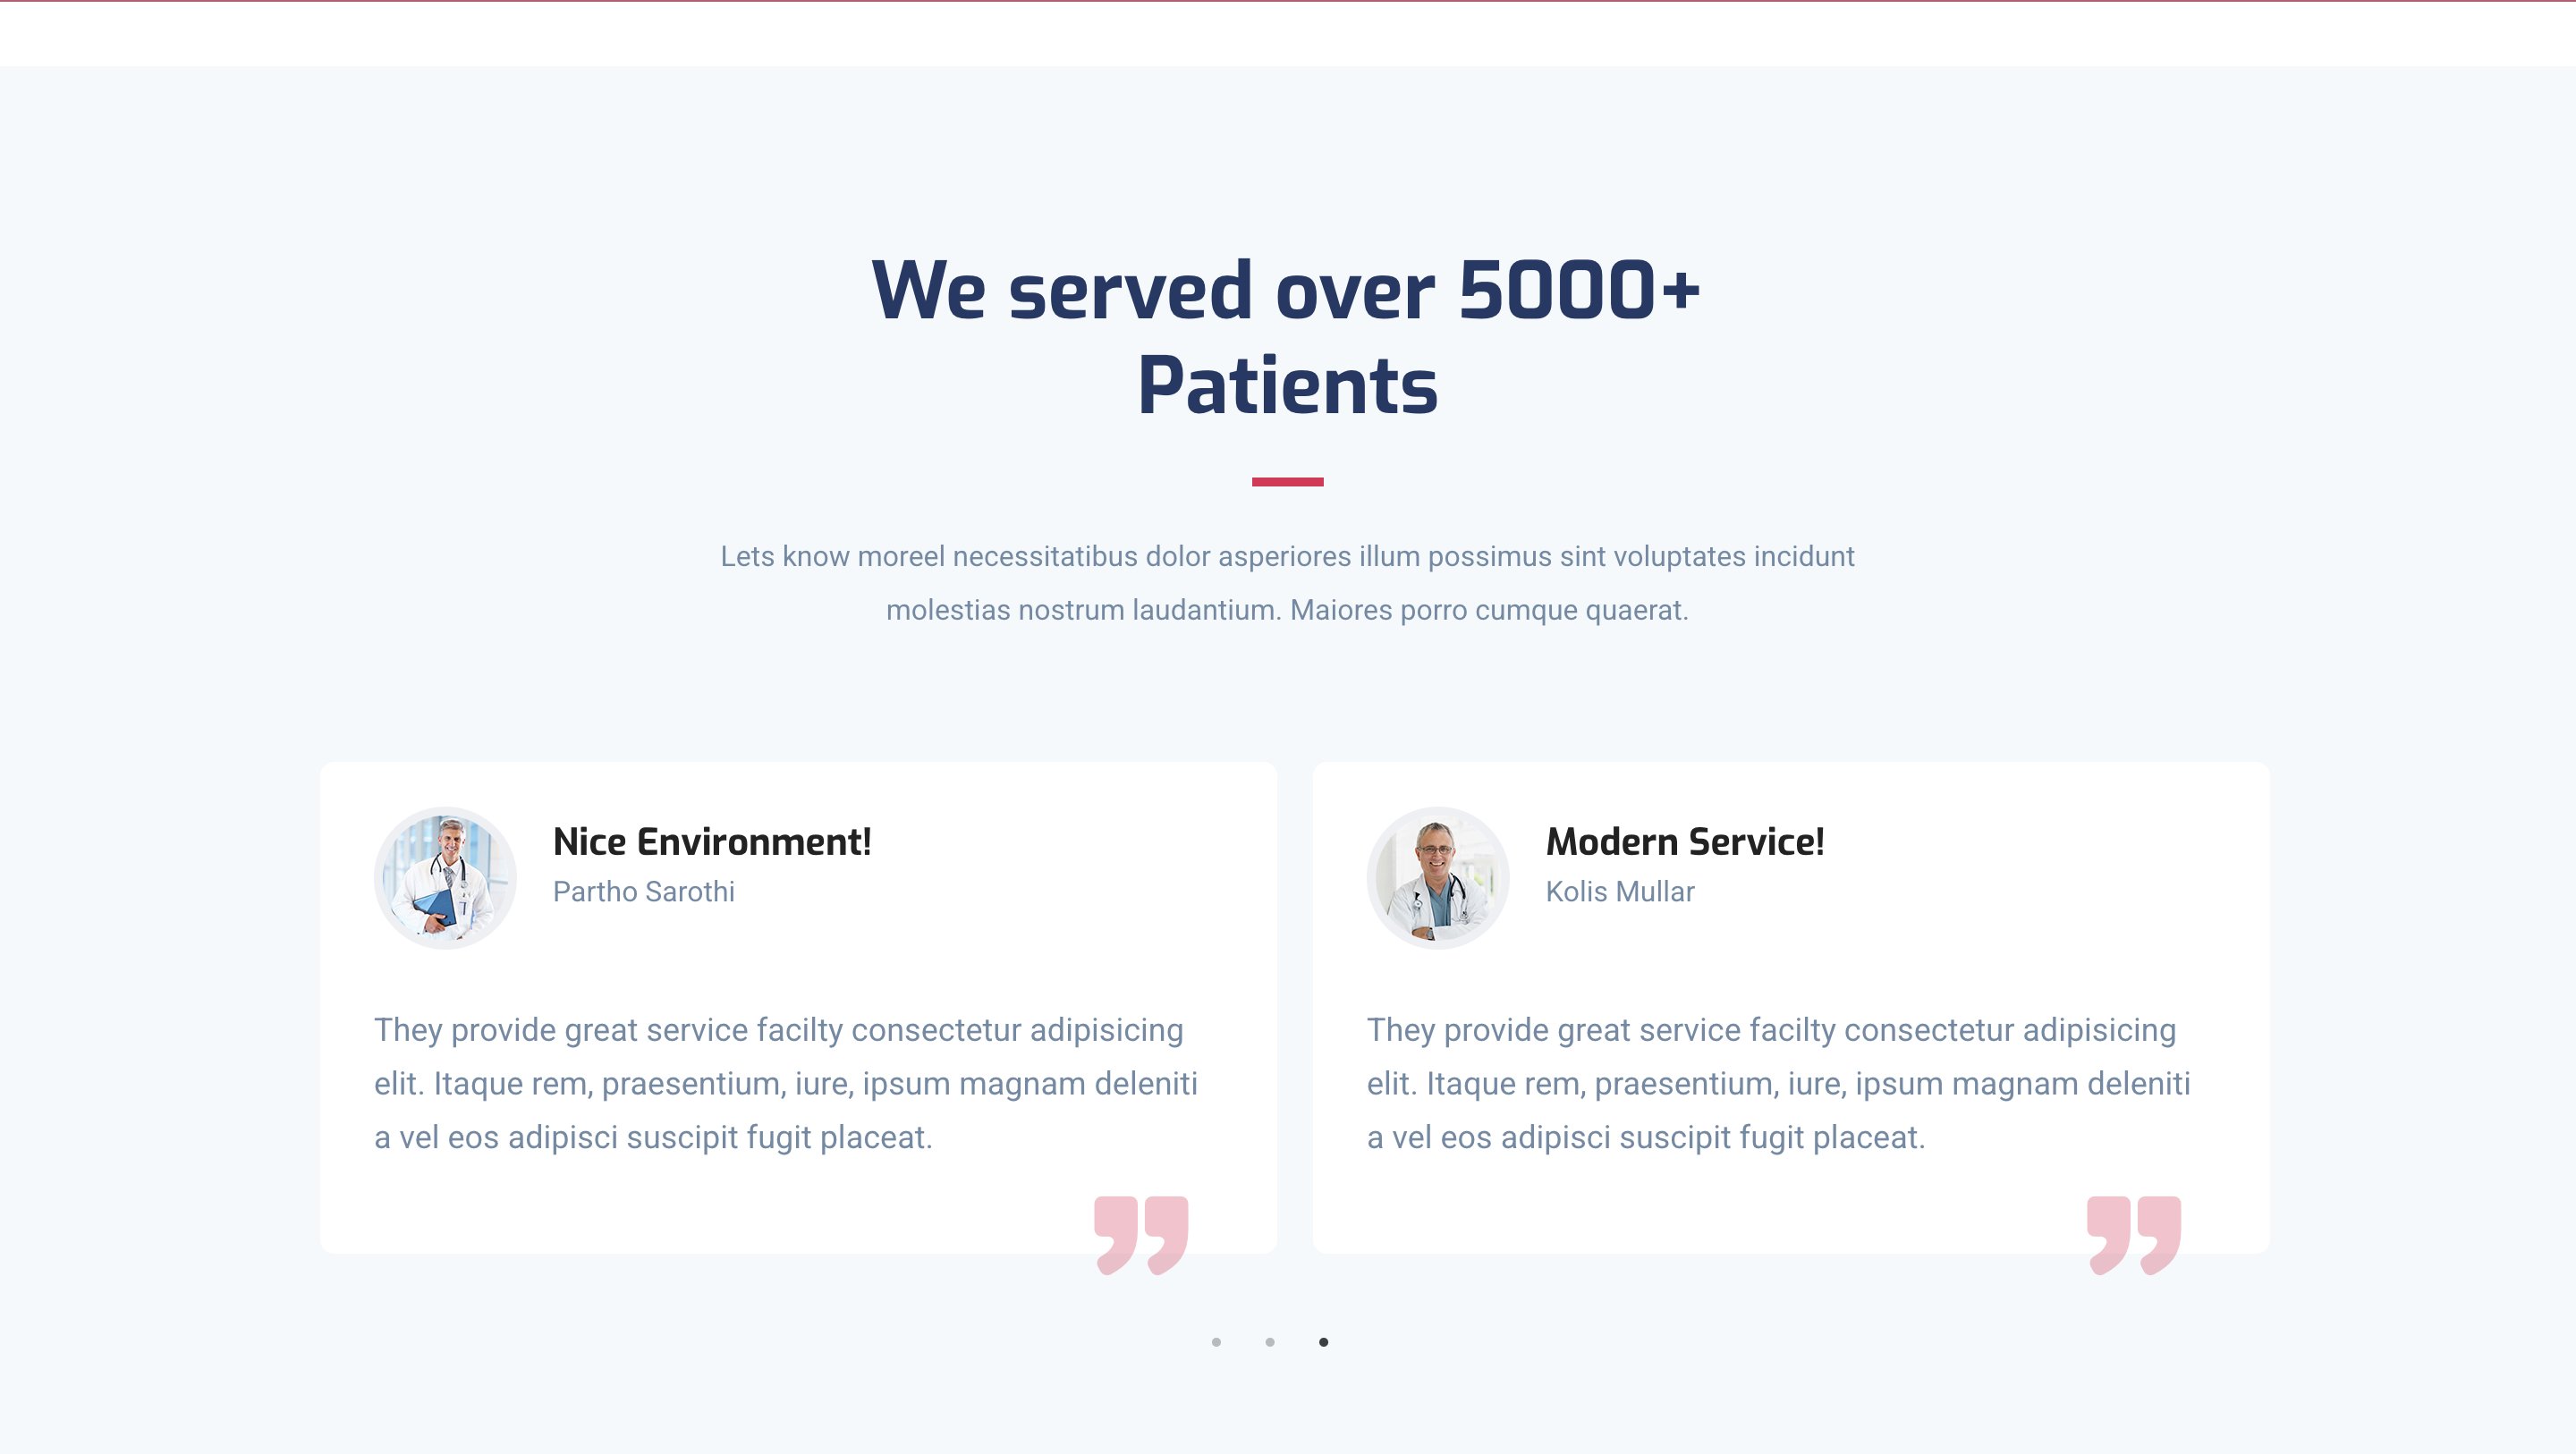 We served over 5000+
Patients
Lets know moreel necessitatibus dolor asperiores illum possimus sint voluptates incidunt
molestias nostrum laudantium. Maiores porro cumque quaerat.
Nice Environment!
Partho Sarothi
They provide great service facilty consectetur adipisicing
elit. Itaque rem, praesentium, iure, ipsum magnam deleniti
a vel eos adipisci suscipit fugit placeat.
Modern Service!
Kolis Mullar
They provide great service facilty consectetur adipisicing
elit. Itaque rem, praesentium, iure, ipsum magnam deleniti
a vel eos adipisci suscipit fugit placeat.